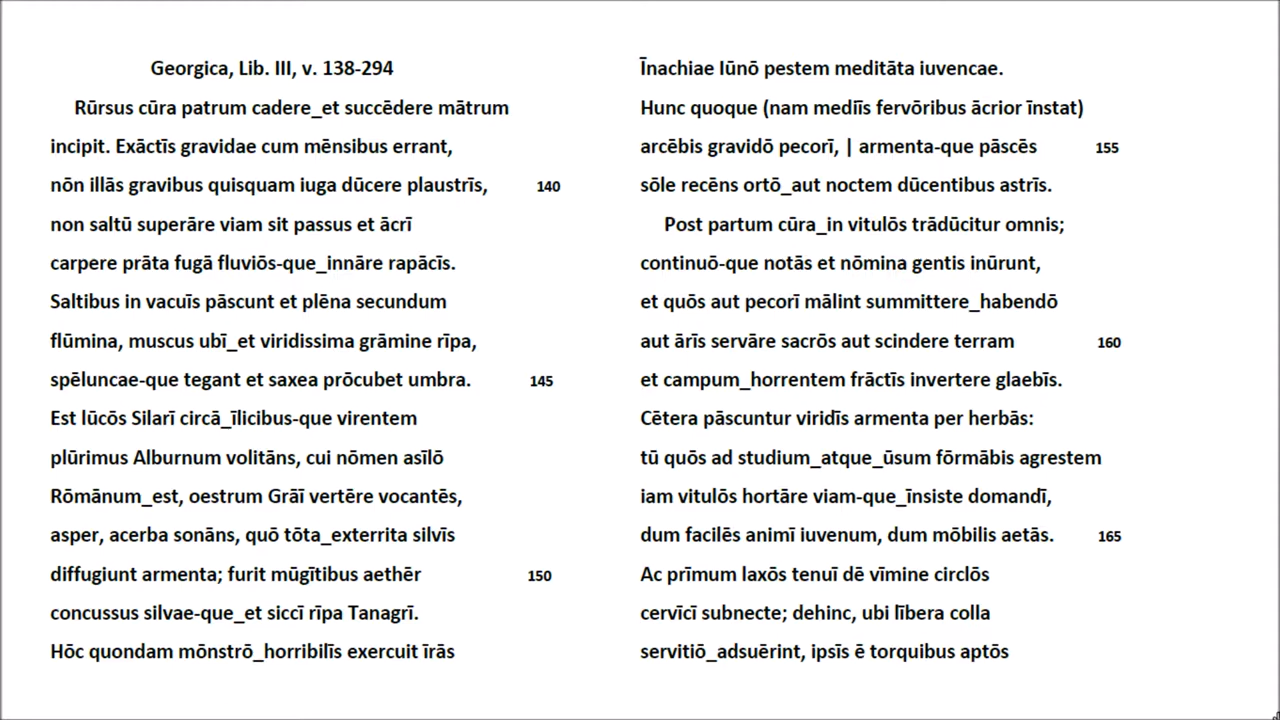 Georgica, Lib. III, v. 138-294
Rūrsus cūra patrum cadere_et succēdere mātrum
incipit. Exāctīs gravidae cum mēnsibus errant,
nōn illās gravibus quisquam iuga dūcere plaustrīs, 140
non saltū superāre viam sit passus et ācrī
carpere prāta fugā fluviōs-que_innāre rapācīs.
Saltibus in vacuīs pāscunt et plēna secundum
flūmina, muscus ubī_et viridissima grāmine rīpa,
spēluncae-que tegant et saxea prōcubet umbra. 145
Est lūcōs Silarī circā_īlicibus-que virentem
plūrimus Alburnum volitāns, cui nōmen asīlō
Rōmānum_est, oestrum Grāī vertēre vocantēs,
asper, acerba sonāns, quō tōta_exterrita silvīs
diffugiunt armenta; furit mūgītibus aethēr 150
concussus silvae-que_et siccī rīpa Tanagrī.
Hōc quondam mōnstrō_horribilīs exercuit īrās
Īnachiae Iūnō pestem meditāta iuvencae.
Hunc quoque (nam mediīs fervōribus ācrior īnstat)
arcēbis gravidō pecorī, | armenta-que pāscēs 155
sōle recēns ortō_aut noctem dūcentibus astrīs.
Post partum cūra_in vitulōs trādūcitur omnis;
continuō-que notās et nōmina gentis inūrunt,
et quōs aut pecorī mālint summittere_habendō
aut ārīs servāre sacrōs aut scindere terram 160
et campum_horrentem frāctīs invertere glaebīs.
Cētera pāscuntur viridīs armenta per herbās:
tū quōs ad studium_atque_ūsum fōrmābis agrestem
iam vitulōs hortāre viam-que_īnsiste domandī,
dum facilēs animī iuvenum, dum mōbilis aetās. 165
Ac prīmum laxōs tenuī dē vīmine circlōs
cervīcī subnecte; dehinc, ubi lībera colla
servitiō_adsuērint, ipsīs ē torquibus aptōs